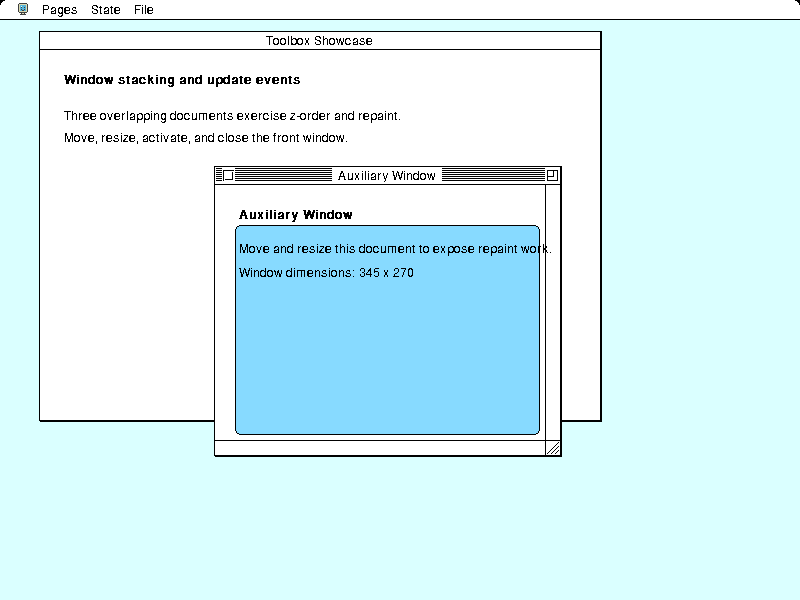 Pages State File
Toolbox Showcase
Window stacking and update events
Three overlapping documents exercise z-order and repaint.
Move, resize, activate, and close the front window.
Auxiliary Window
Auxiliary Window
Move and resize this document to expose repaint work.
Window dimensions: 345 x 270